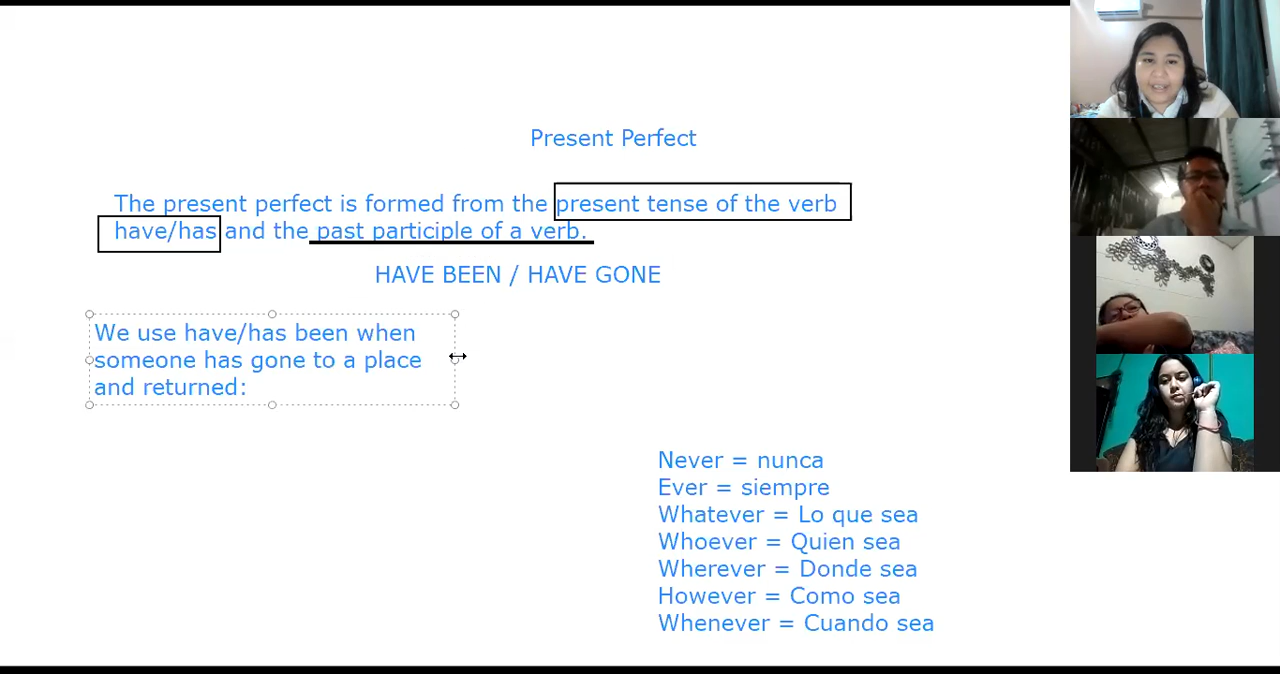 Present Perfect
The present perfect is formed from the present tense of the verb
have/has and the past participle of a verb.
HAVE BEEN / HAVE GONE
We use have/has been when
someone has gone to a place
and returned:
Never = nunca
Ever = siempre
Whatever = Lo que sea
Whoever = Quien sea
Wherever = Donde sea
However = Como sea
Whenever = Cuando sea